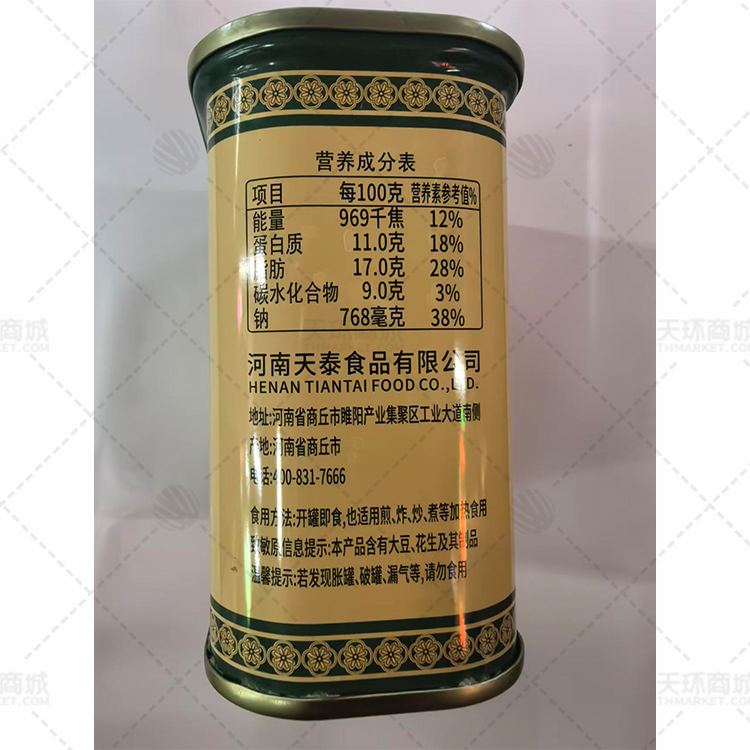 营养成分表
项目 每100克 营养素参考值%
能量 969千焦 12%
蛋白质 11.0克 18%
脂肪 17.0克 28%
碳水化合物 9.0克 3%
钠 768毫克 38%
河南天泰食品有限公司
HENAN TIANTAI FOOD CO.,LTD.
地址:河南省商丘市睢阳产业集聚区工业大道南侧
产地:河南省商丘市
电话:400-831-7666
食用方法:开罐即食,也适用煎、炸、炒、煮等加热食用
致敏原信息提示:本产品含有大豆、花生及其制品
温馨提示:若发现胀罐、破罐、漏气等,请勿食用
天环商城
THMARKET.COM
天环商城
THMARKET.COM